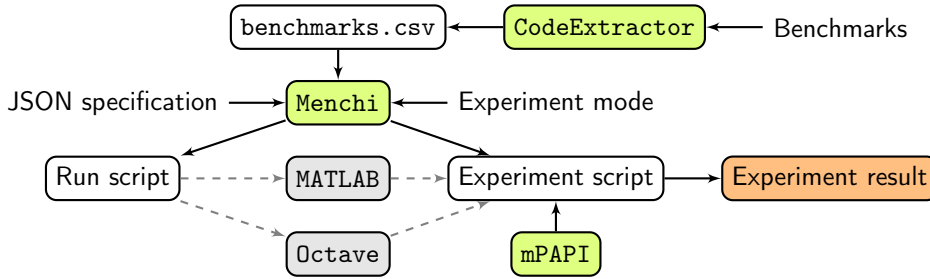 benchmarks.csv
CodeExtractor
Benchmarks
JSON specification
Menchi
Experiment mode
Run script
MATLAB
Experiment script
Experiment result
Octave
mPAPI